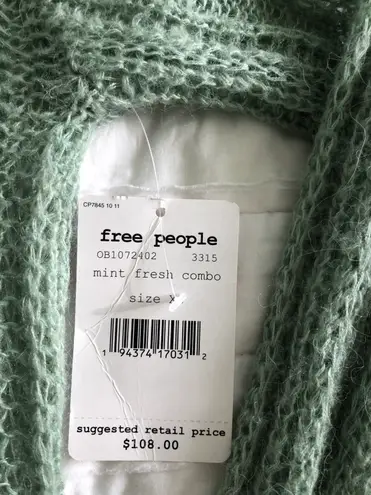 CP7845 10 11
free people
OB1072402 3315
mint fresh combo
size
1 94374 17031 2
suggested retail price
$108.00